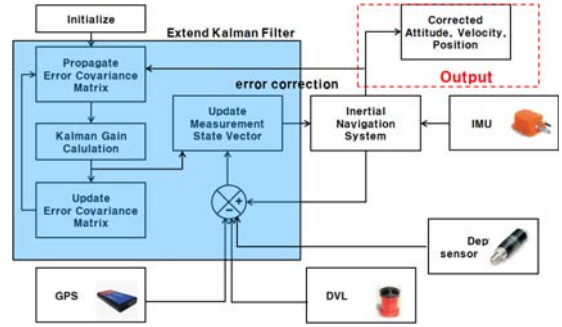 Initialize
Extend Kalman Filter
Corrected
Attitude, Velocity,
Position
Output
Propagate
Error Covariance
Matrix
error correction
Update
Measurement
State Vector
Inertial
Navigation
System
IMU
Kalman Gain
Calulation
Update
Error Covariance
Matrix
+
−
Dep
sensor
GPS
DVL